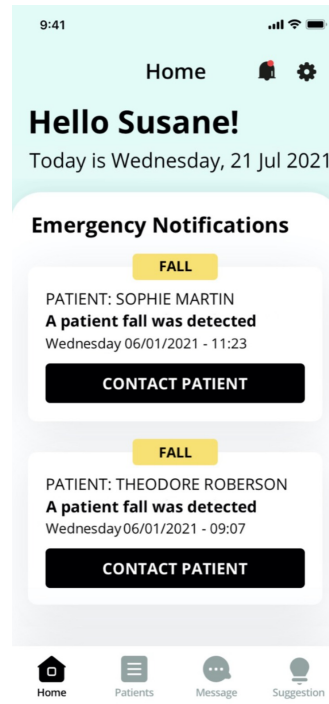 9:41
Home
Hello Susane!
Today is Wednesday, 21 Jul 2021
Emergency Notifications
FALL
PATIENT: SOPHIE MARTIN
A patient fall was detected
Wednesday 06/01/2021 - 11:23
CONTACT PATIENT
FALL
PATIENT: THEODORE ROBERSON
A patient fall was detected
Wednesday 06/01/2021 - 09:07
CONTACT PATIENT
Home Patients Message Suggestion